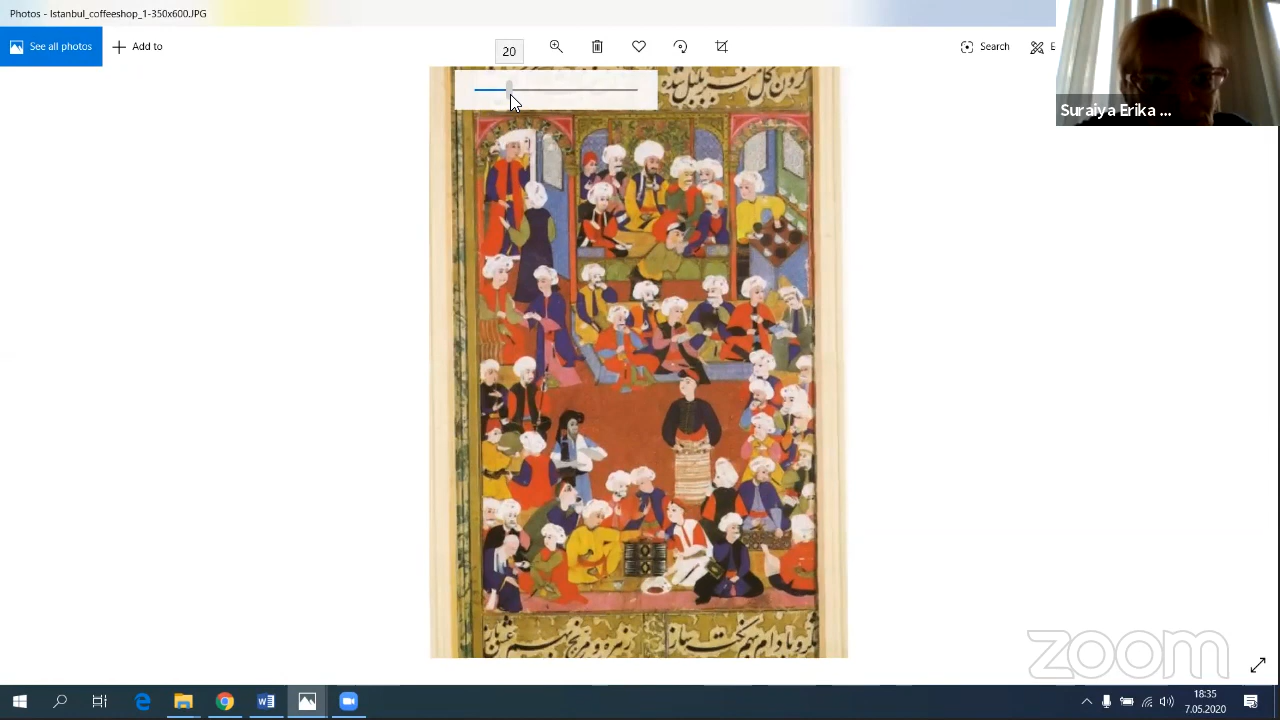 Photos - Istanbul_coffeeshop_1-350x600.JPG
See all photos
Add to
20
Search
E
Suraiya Erika ...
zoom
18:35
7.05.2020